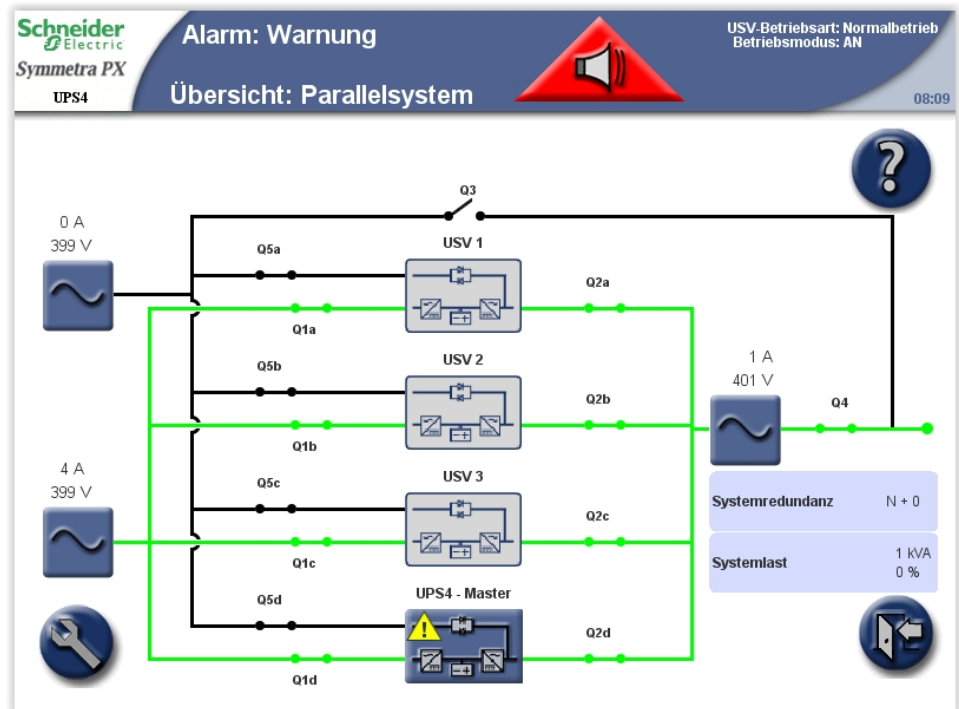 Schneider
Electric
Symmetra PX
UPS4
Alarm: Warnung
Übersicht: Parallelsystem
USV-Betriebsart: Normalbetrieb
Betriebsmodus: AN
08:09
?
Q3
0 A
399 V
Q5a
USV 1
Q2a
Q1a
Q5b
USV 2
Q2b
Q1b
1 A
401 V
Q4
4 A
399 V
Q5c
USV 3
Q2c
Q1c
Systemredundanz N + 0
Systemlast 1 kVA
0 %
Q5d
UPS4 - Master
!
Q2d
Q1d